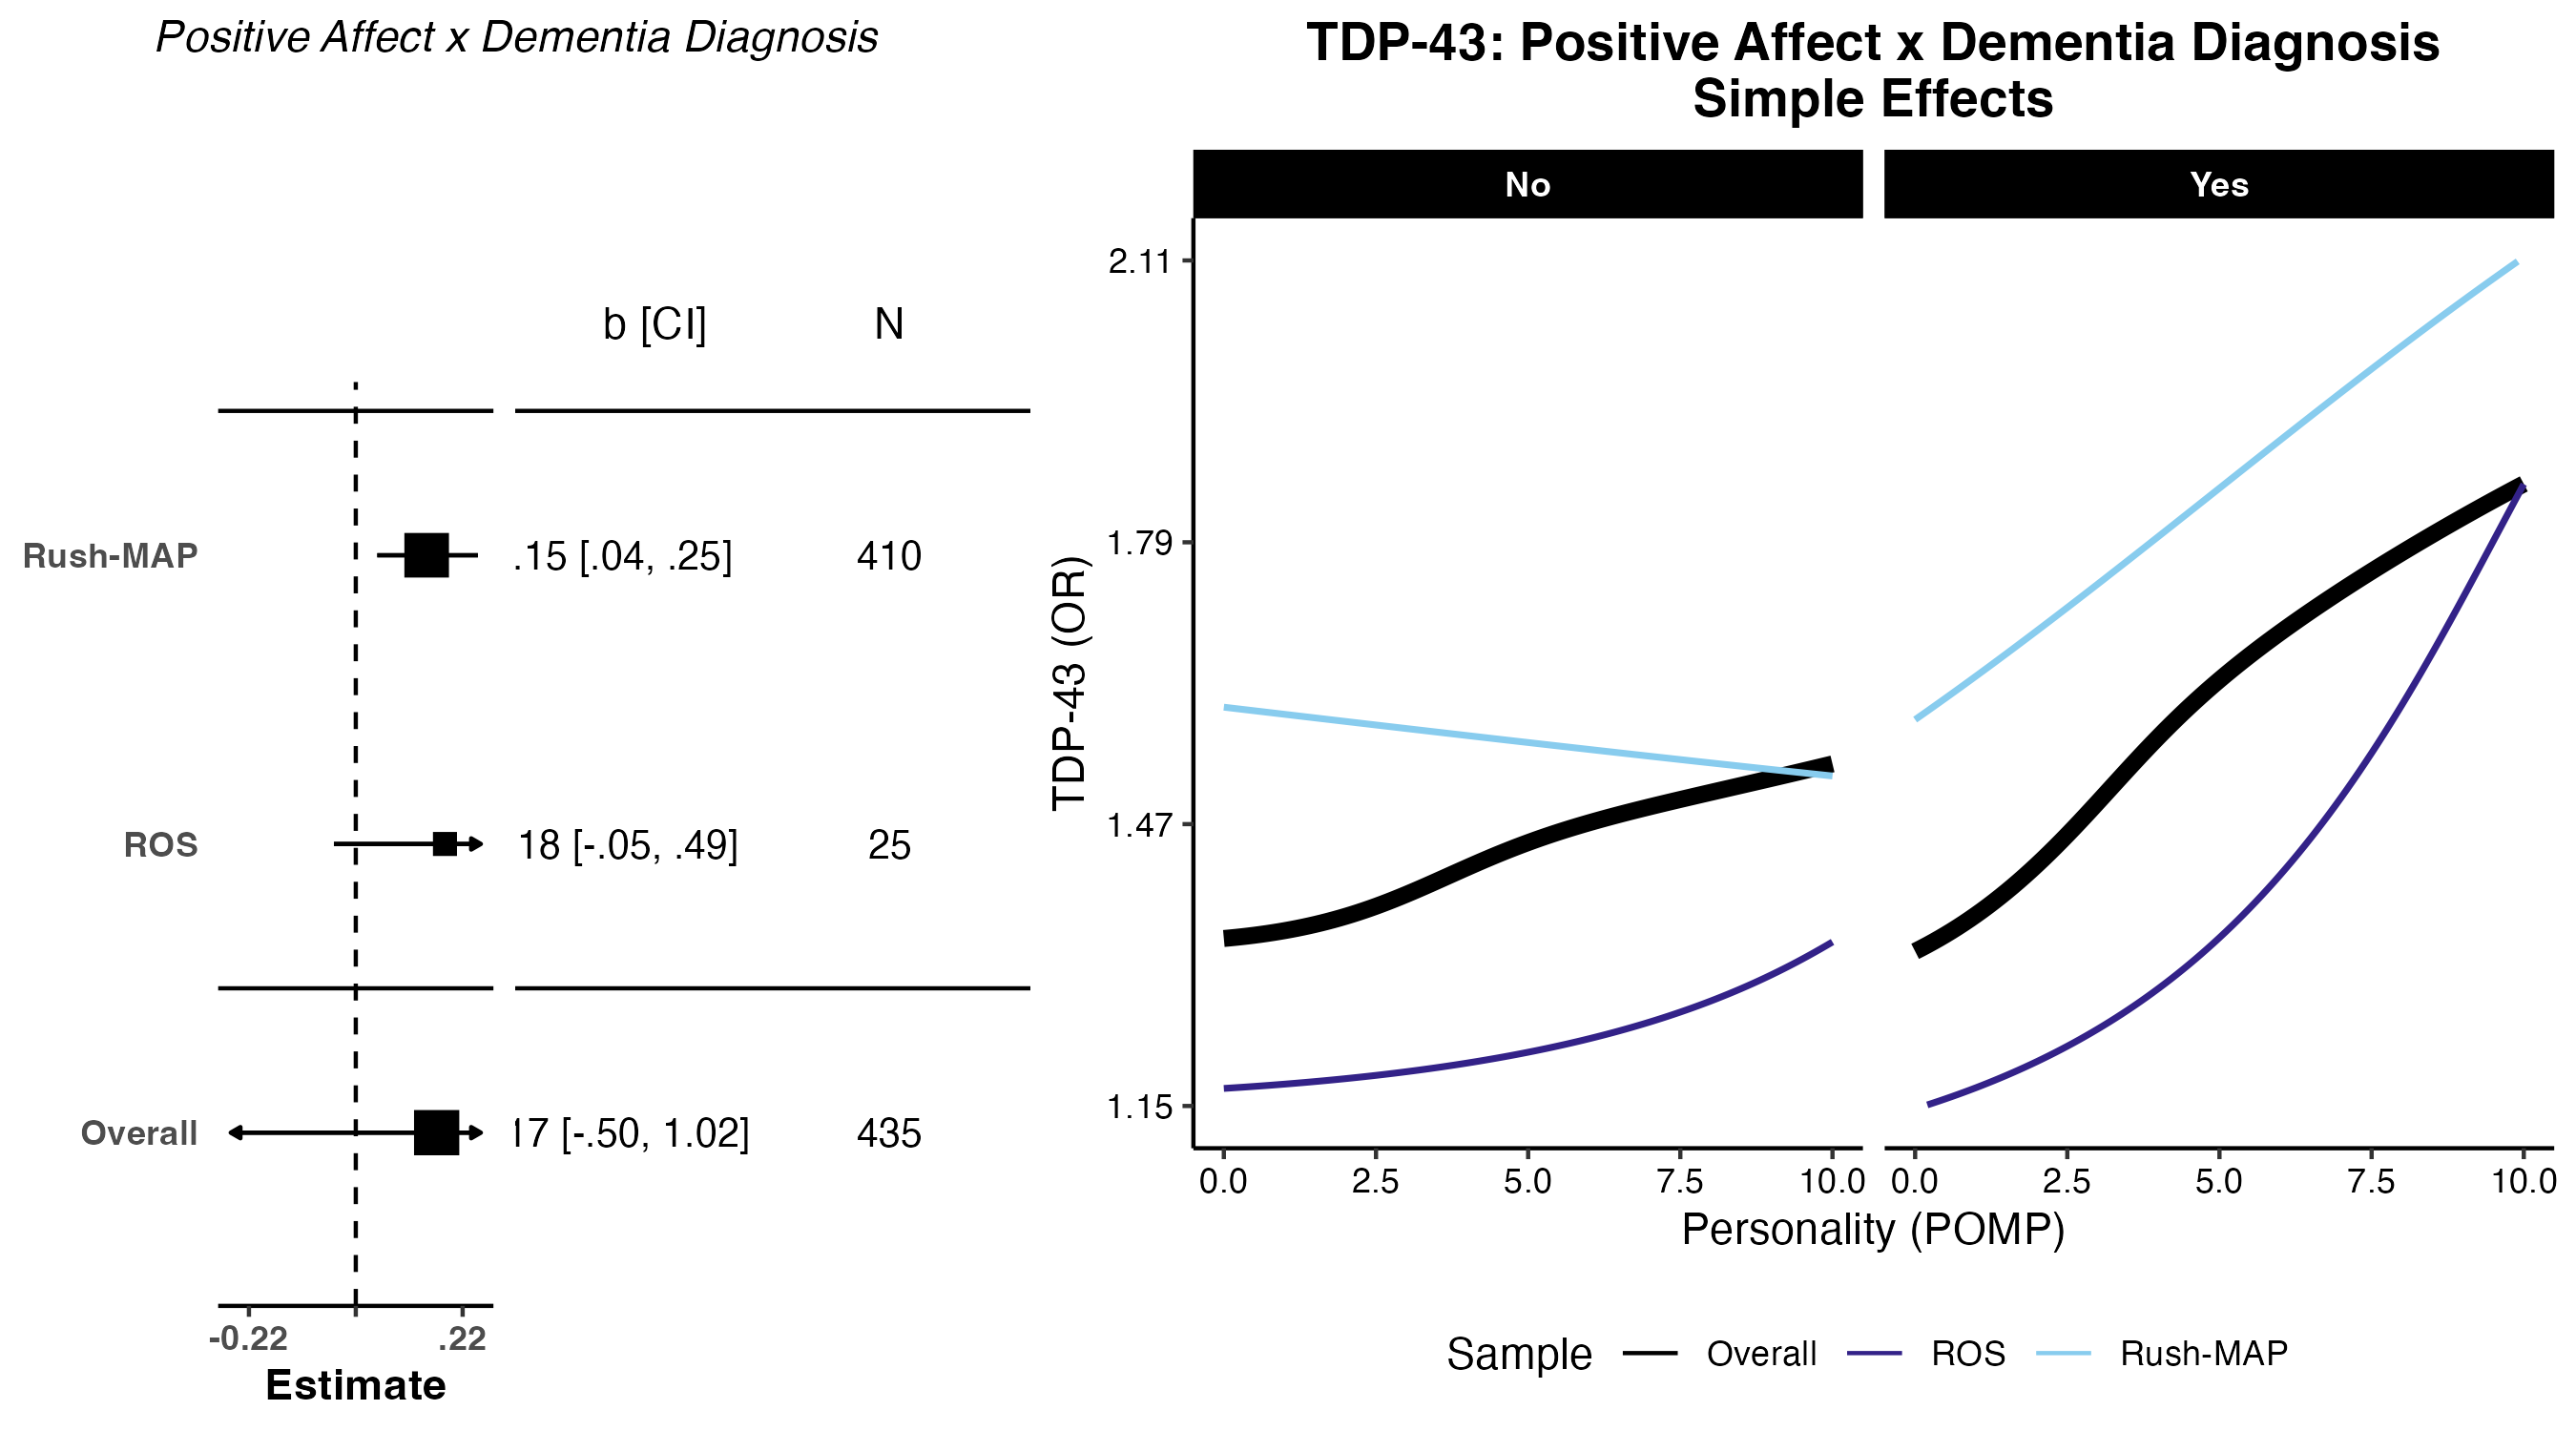 Positive Affect x Dementia Diagnosis
b [CI] N
Rush-MAP .15 [.04, .25] 410
ROS 18 [-.05, .49] 25
Overall 17 [-.50, 1.02] 435
-0.22 .22
Estimate
TDP-43: Positive Affect x Dementia Diagnosis
Simple Effects
No Yes
TDP-43 (OR)
2.11
1.79
1.47
1.15
0.0 2.5 5.0 7.5 10.0 0.0 2.5 5.0 7.5 10.0
Personality (POMP)
Sample Overall ROS Rush-MAP